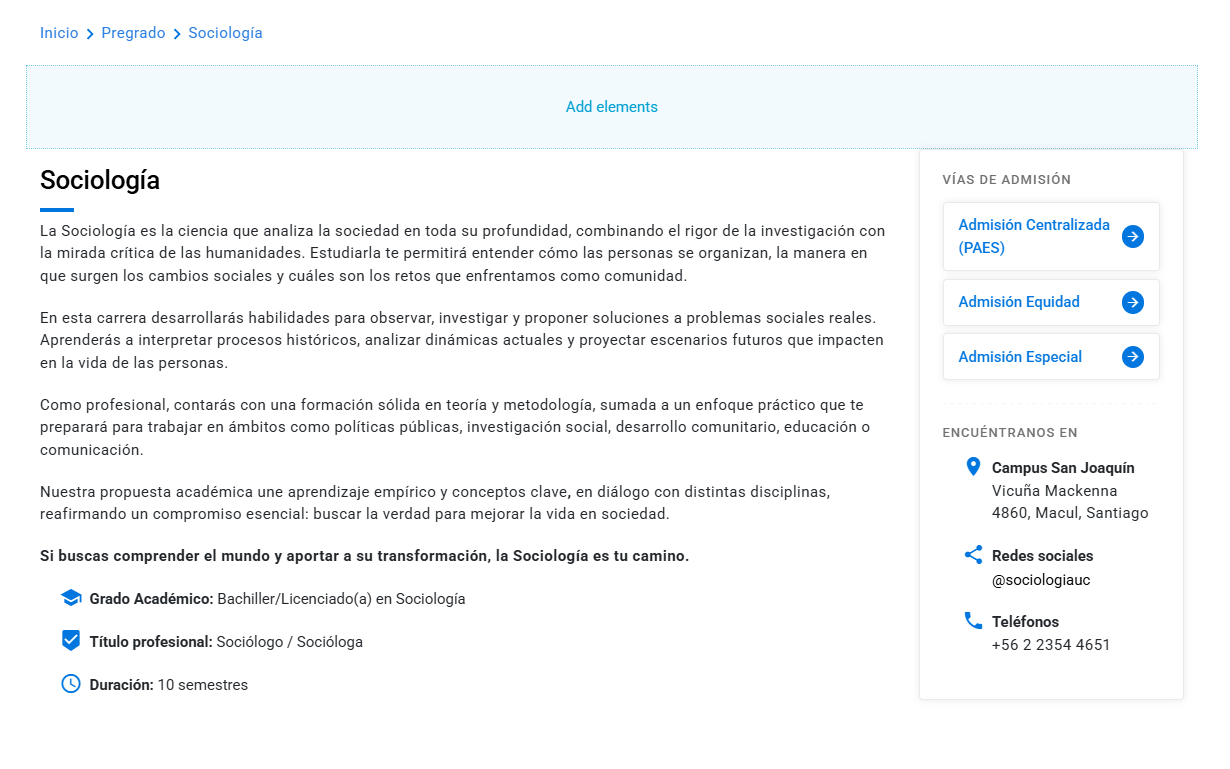 Inicio Pregrado Sociología
Add elements
Sociología
La Sociología es la ciencia que analiza la sociedad en toda su profundidad, combinando el rigor de la investigación con
la mirada crítica de las humanidades. Estudiarla te permitirá entender cómo las personas se organizan, la manera en
que surgen los cambios sociales y cuáles son los retos que enfrentamos como comunidad.
En esta carrera desarrollarás habilidades para observar, investigar y proponer soluciones a problemas sociales reales.
Aprenderás a interpretar procesos históricos, analizar dinámicas actuales y proyectar escenarios futuros que impacten
en la vida de las personas.
Como profesional, contarás con una formación sólida en teoría y metodología, sumada a un enfoque práctico que te
preparará para trabajar en ámbitos como políticas públicas, investigación social, desarrollo comunitario, educación o
comunicación.
Nuestra propuesta académica une aprendizaje empírico y conceptos clave, en diálogo con distintas disciplinas,
reafirmando un compromiso esencial: buscar la verdad para mejorar la vida en sociedad.
Si buscas comprender el mundo y aportar a su transformación, la Sociología es tu camino.
Grado Académico: Bachiller/Licenciado(a) en Sociología
Título profesional: Sociólogo / Socióloga
Duración: 10 semestres
VÍAS DE ADMISIÓN
Admisión Centralizada
(PAES)
Admisión Equidad
Admisión Especial
ENCUÉNTRANOS EN
Campus San Joaquín
Vicuña Mackenna
4860, Macul, Santiago
Redes sociales
@sociologiauc
Teléfonos
+56 2 2354 4651